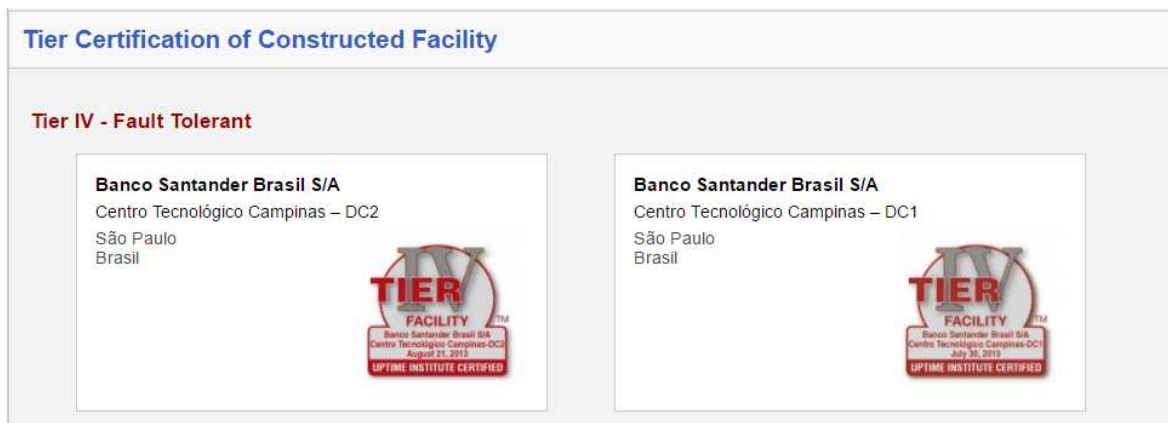 Tier Certification of Constructed Facility
Tier IV - Fault Tolerant
Banco Santander Brasil S/A
Centro Tecnológico Campinas – DC2
São Paulo
Brasil
IV
TIER
FACILITY
TM
Banco Santander Brasil S/A
Centro Tecnológico Campinas-DC2
August 21, 2013
UPTIME INSTITUTE CERTIFIED
Banco Santander Brasil S/A
Centro Tecnológico Campinas – DC1
São Paulo
Brasil
IV
TIER
FACILITY
TM
Banco Santander Brasil S/A
Centro Tecnológico Campinas-DC1
July 30, 2013
UPTIME INSTITUTE CERTIFIED